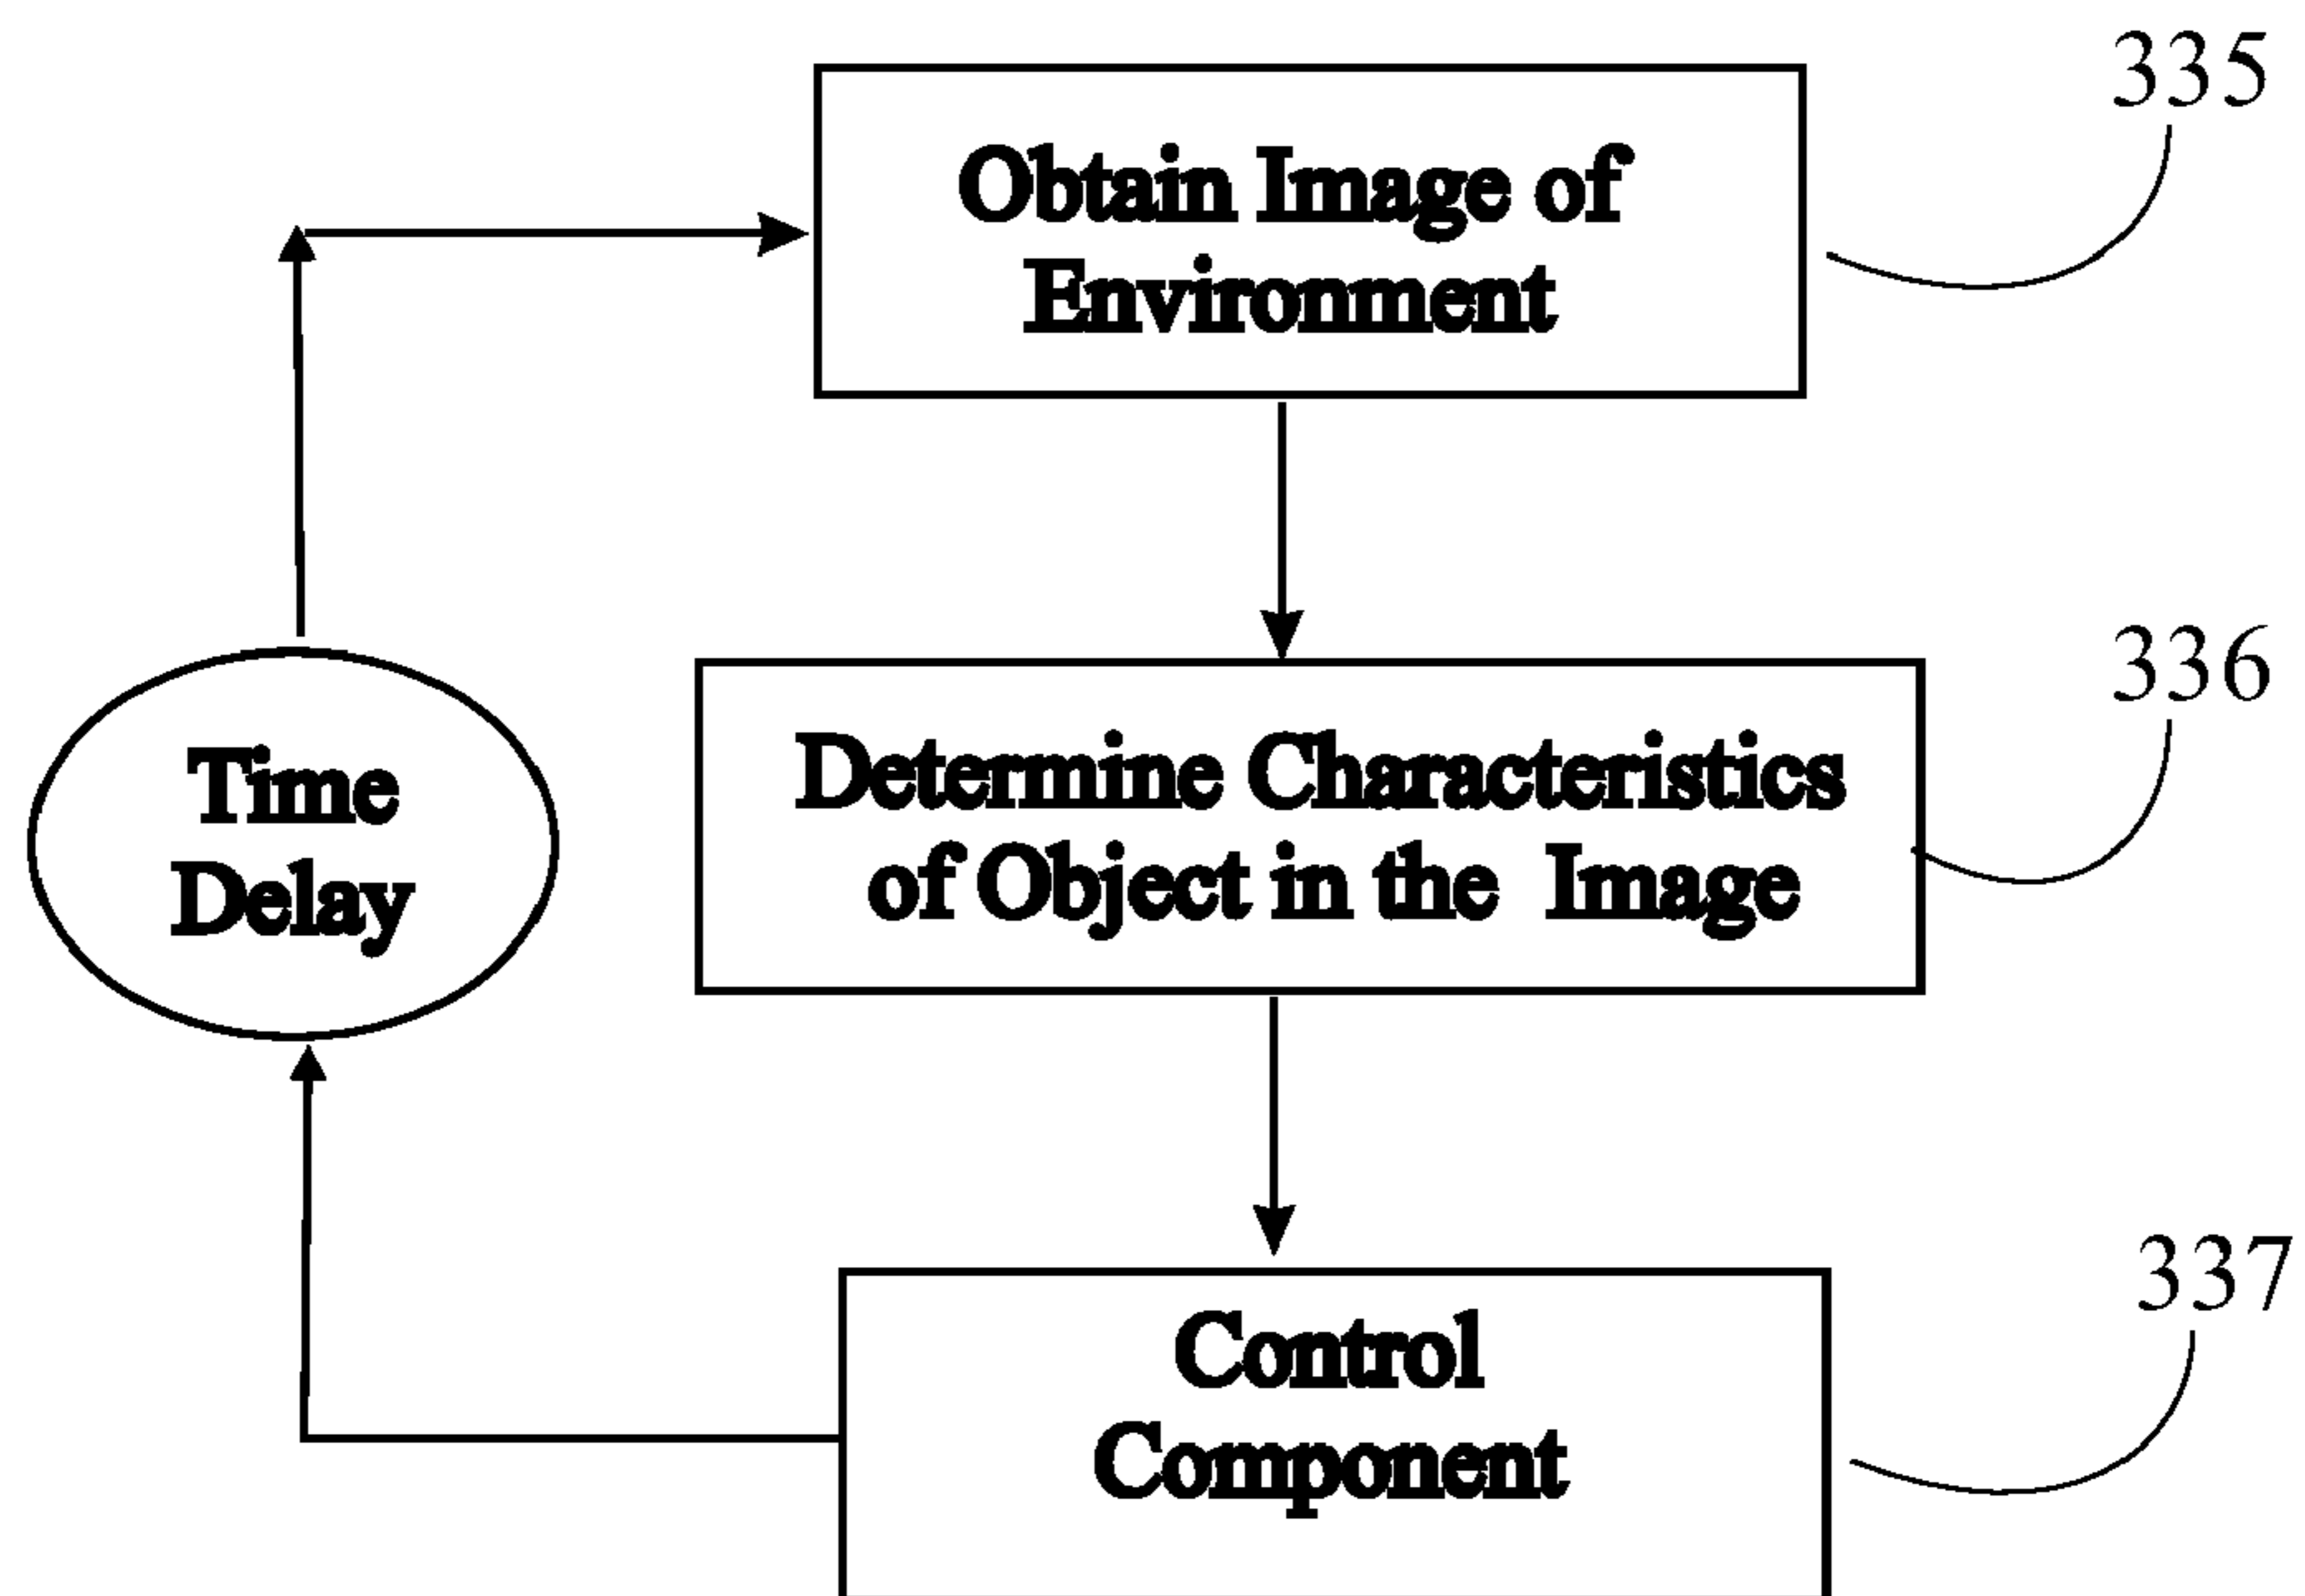 335
Obtain Image of
Environment
336
Determine Characteristics
of Object in the Image
Time
Delay
337
Control
Component